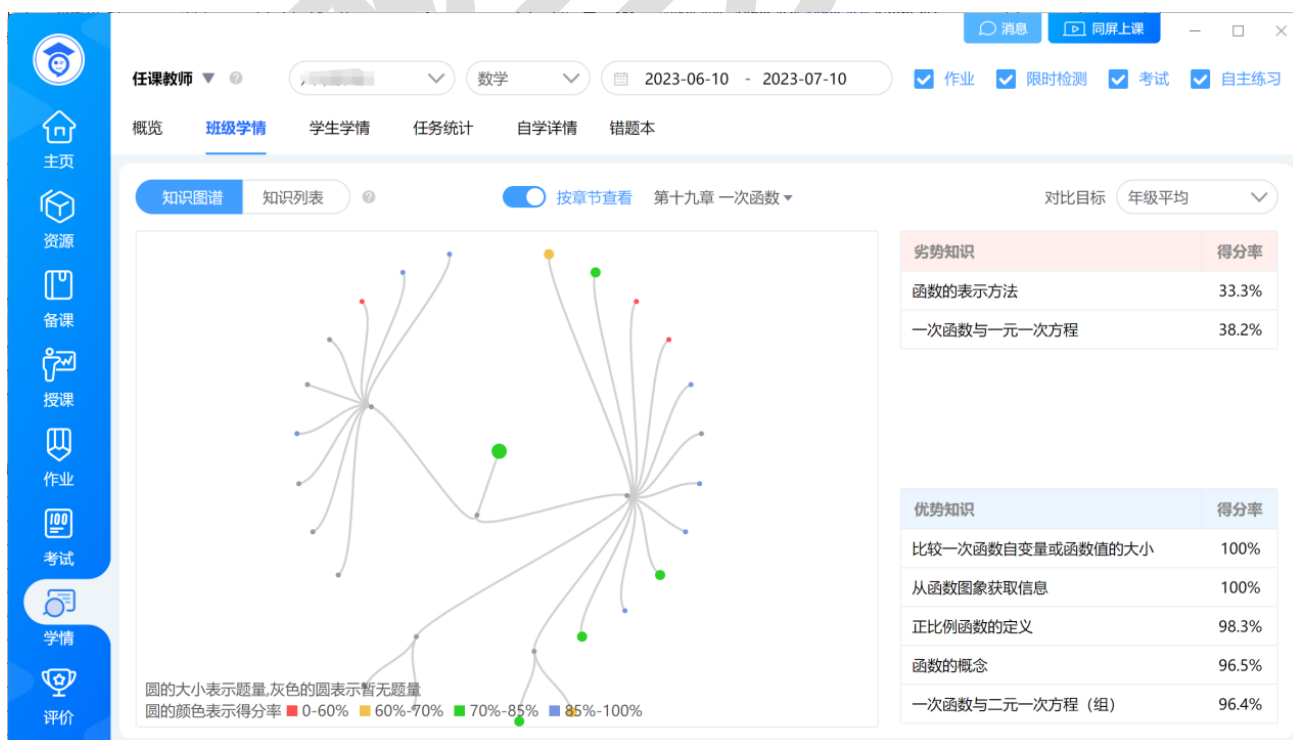 消息
同屏上课
任课教师
数学
2023-06-10 - 2023-07-10
作业
限时检测
考试
自主练习
概览
班级学情
学生学情
任务统计
自学详情
错题本
主页
资源
备课
授课
作业
100
考试
学情
评价
知识图谱
知识列表
按章节查看
第十九章 一次函数
对比目标
年级平均
劣势知识 得分率
函数的表示方法 33.3%
一次函数与一元一次方程 38.2%
优势知识 得分率
比较一次函数自变量或函数值的大小 100%
从函数图象获取信息 100%
正比例函数的定义 98.3%
函数的概念 96.5%
一次函数与二元一次方程（组） 96.4%
圆的大小表示题量,灰色的圆表示暂无题量
圆的颜色表示得分率 0-60% 60%-70% 70%-85% 85%-100%